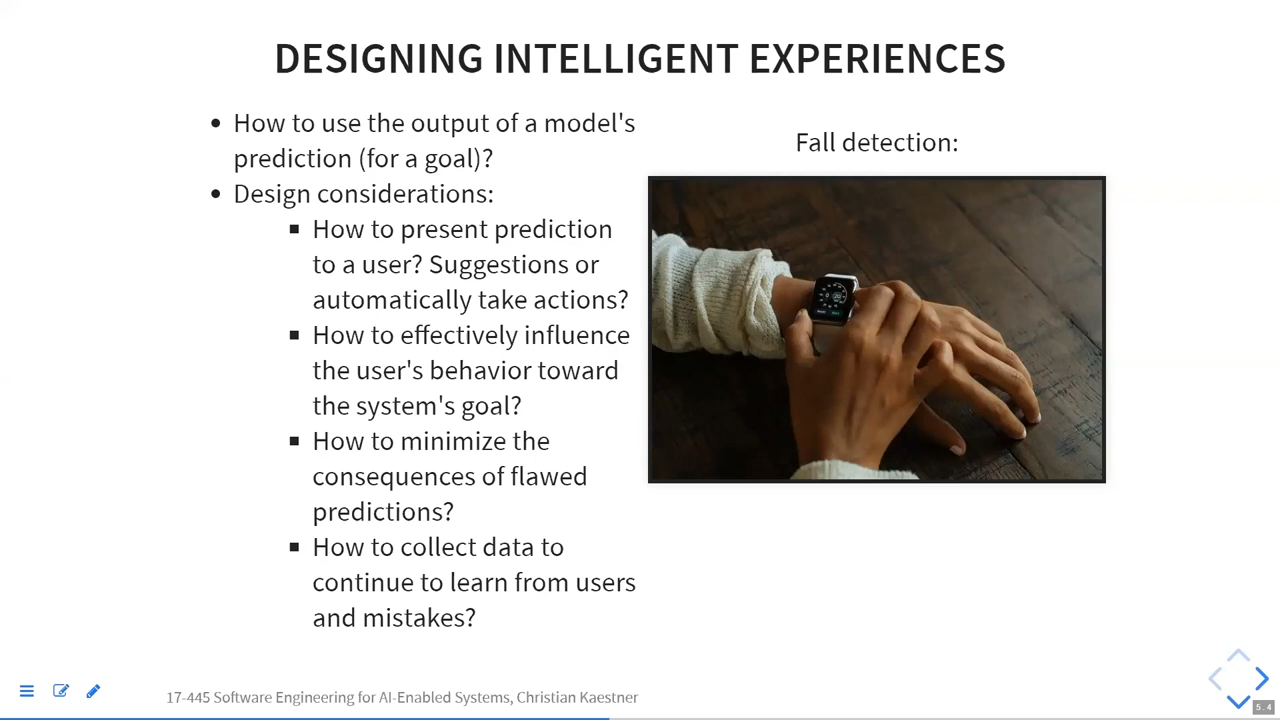 DESIGNING INTELLIGENT EXPERIENCES
How to use the output of a model's
prediction (for a goal)?
Design considerations:
How to present prediction
to a user? Suggestions or
automatically take actions?
How to effectively influence
the user's behavior toward
the system's goal?
How to minimize the
consequences of flawed
predictions?
How to collect data to
continue to learn from users
and mistakes?
Fall detection:
17-445 Software Engineering for AI-Enabled Systems, Christian Kaestner
5.4